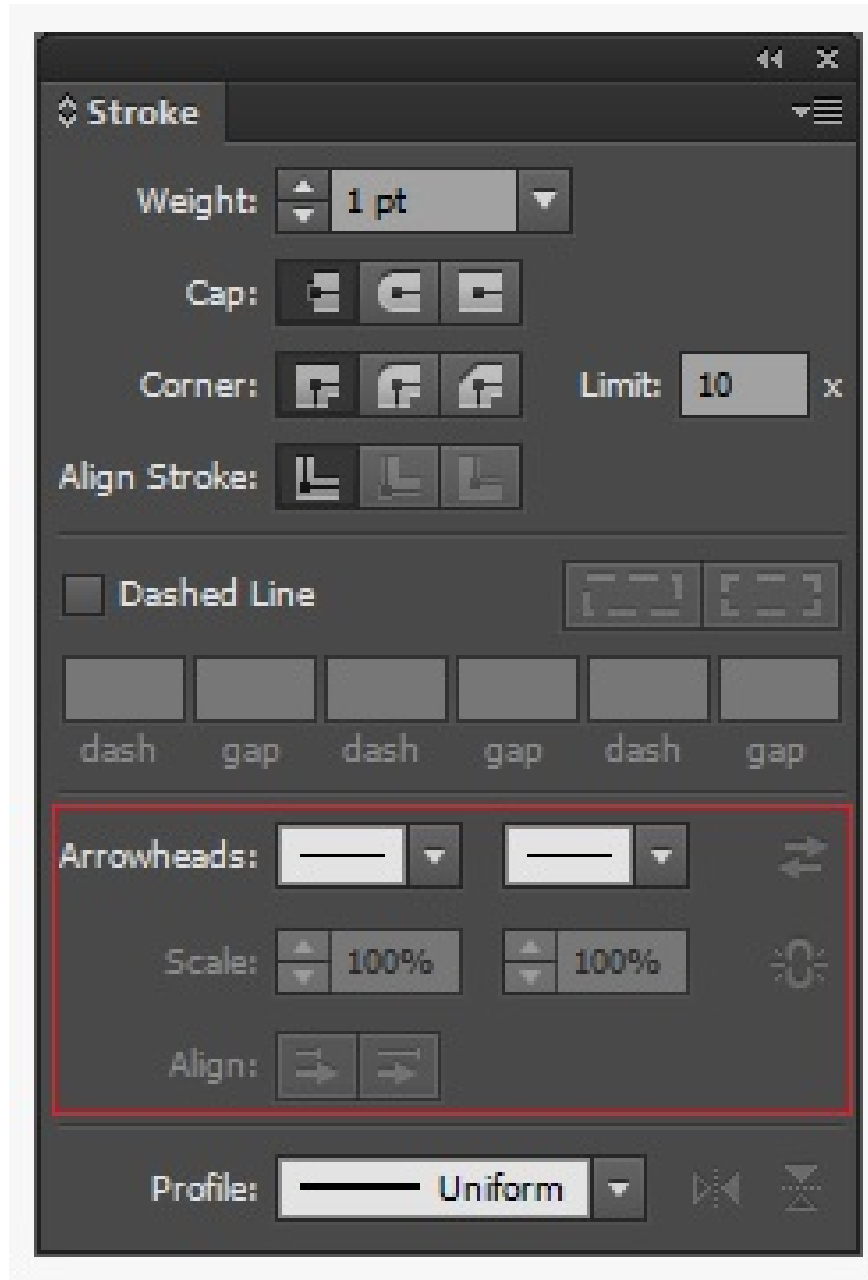 Stroke
Weight: 1 pt
Cap:
Corner: Limit: 10 x
Align Stroke:
Dashed Line
dash gap dash gap dash gap
Arrowheads:
Scale: 100% 100%
Align:
Profile: Uniform